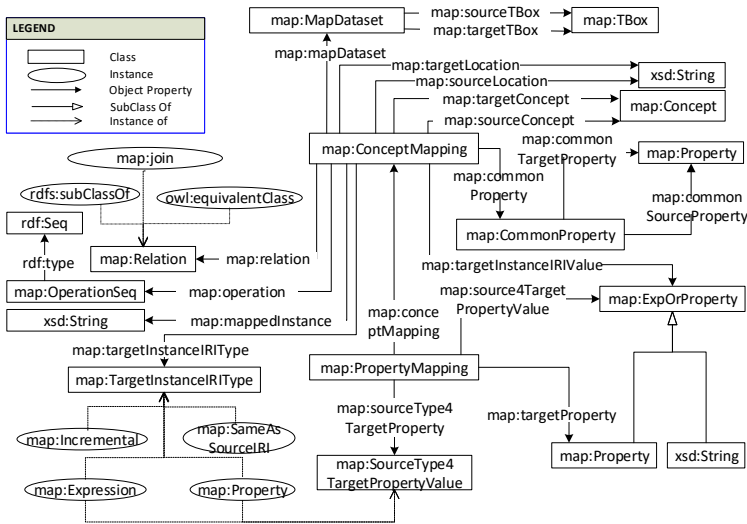 LEGEND
Class
Instance
Object Property
SubClass Of
Instance of
map:MapDataset
map:sourceTBox
map:targetTBox
map:TBox
map:mapDataset
map:targetLocation
map:sourceLocation
xsd:String
map:targetConcept
map:sourceConcept
map:Concept
map:ConceptMapping
map:common
TargetProperty
map:Property
map:join
rdfs:subClassOf
owl:equivalentClass
map:common
Property
map:common
SourceProperty
rdf:Seq
map:CommonProperty
rdf:type
map:Relation
map:relation
map:targetInstanceIRIValue
map:OperationSeq
map:operation
map:source4Target
PropertyValue
map:ExpOrProperty
xsd:String
map:mappedInstance
map:conce
ptMapping
map:targetInstanceIRIType
map:TargetInstanceIRIType
map:PropertyMapping
map:sourceType4
TargetProperty
map:targetProperty
map:Incremental
map:SameAs
SourceIRI
map:Property
xsd:String
map:Expression
map:Property
map:SourceType4
TargetPropertyValue